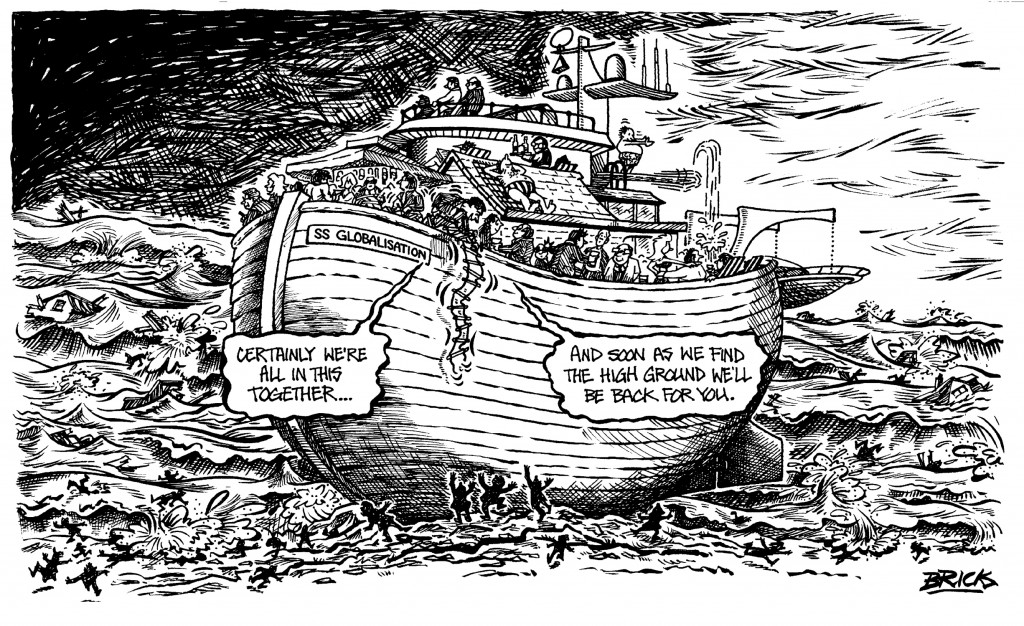 SS GLOBALISATION
CERTAINLY WE'RE
ALL IN THIS
TOGETHER...
AND SOON AS WE FIND
THE HIGH GROUND WE'LL
BE BACK FOR YOU.
BRICK